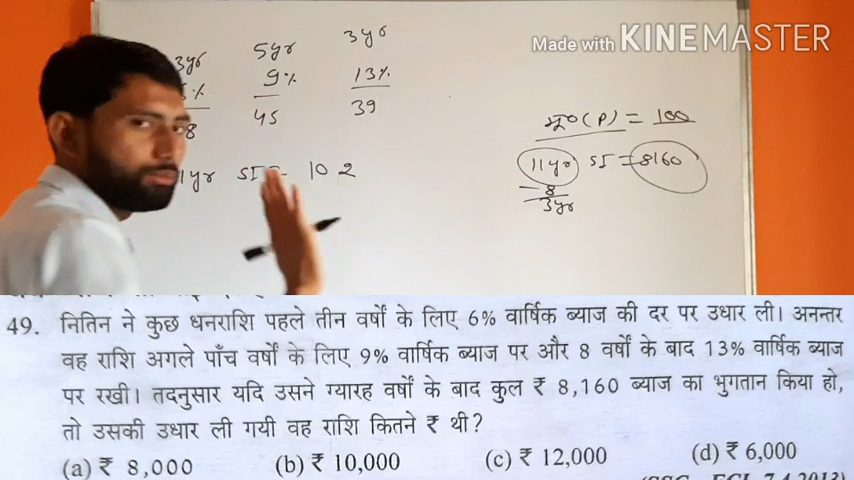 Made with KINEMASTER
3yr 5yr 3yr
% 9% 13%
8 45 39
1yr SI = 102
मू० (P) = 100
11yr SI = 8160
- 8
3yr
49. नितिन ने कुछ धनराशि पहले तीन वर्षों के लिए 6% वार्षिक ब्याज की दर पर उधार ली। अनन्तर
वह राशि अगले पाँच वर्षों के लिए 9% वार्षिक ब्याज पर और 8 वर्षों के बाद 13% वार्षिक ब्याज
पर रखी। तदनुसार यदि उसने ग्यारह वर्षों के बाद कुल ₹ 8,160 ब्याज का भुगतान किया हो,
तो उसकी उधार ली गयी वह राशि कितने ₹ थी?
(a) ₹ 8,000 (b) ₹ 10,000 (c) ₹ 12,000 (d) ₹ 6,000